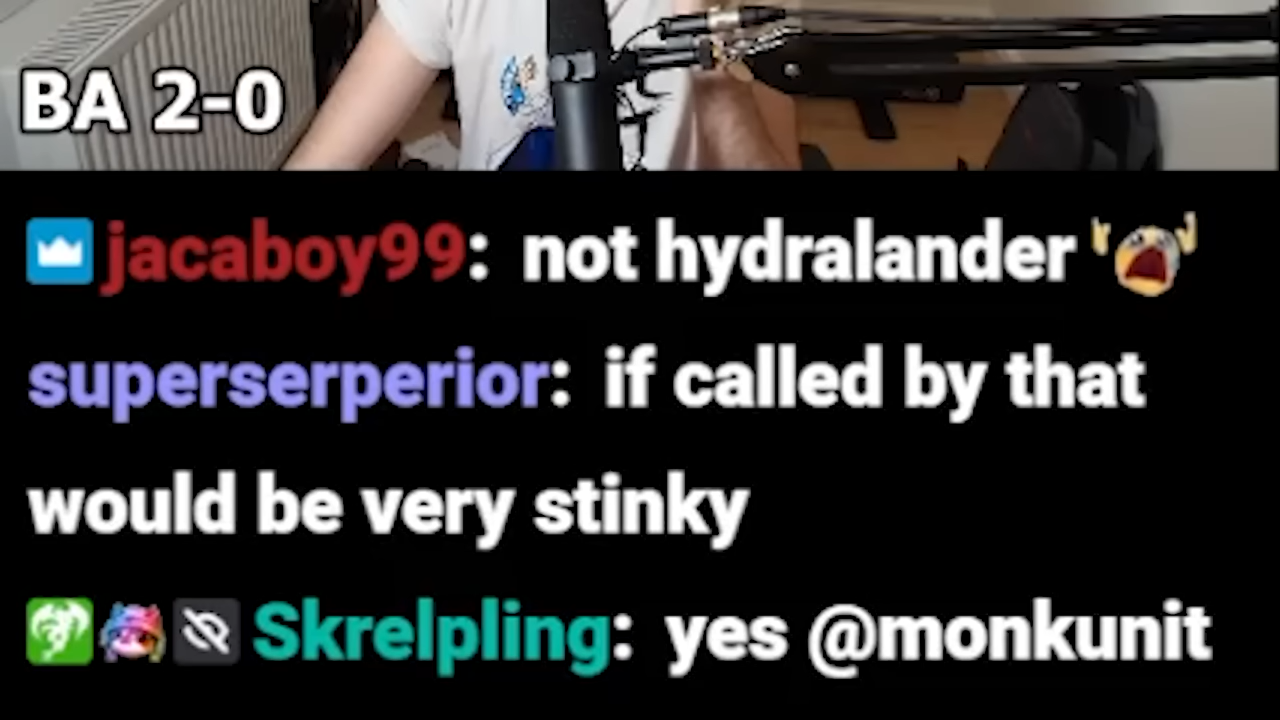 BA 2-0
jacaboy99: not hydralander
superserperior: if called by that
would be very stinky
Skrelpling: yes @monkunit